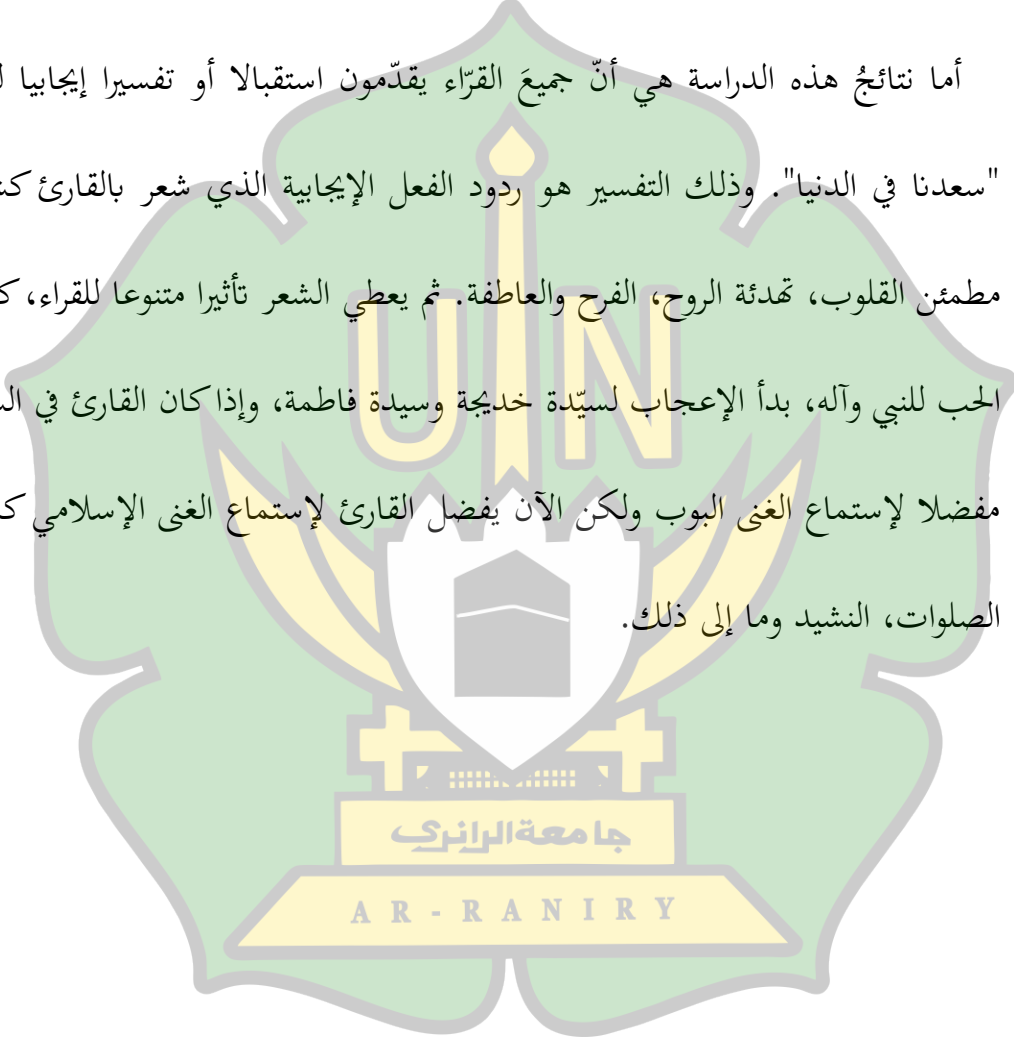 أما نتائجُ هذه الدراسة هي أنّ جميعَ القرّاء يقدّمون استقبالا أو تفسيرا إيجابيا
"سعدنا في الدنيا". وذلك التفسير هو ردود الفعل الإيجابية الذي شعر بالقارئ
مطمئن القلوب، تهدئة الروح، الفرح والعاطفة. ثم يعطي الشعر تأثيرا متنوعا للقراء،
الحب للنبي وآله، بدأ الإعجاب لسيّدة خديجة وسيدة فاطمة، وإذا كان القارئ في
مفضلا لإستماع الغنى البوب ولكن الآن يفضل القارئ لإستماع الغنى الإسلامي
الصلوات، النشيد وما إلى ذلك.
UIN
جامعة الرانري
AR-RANIRY